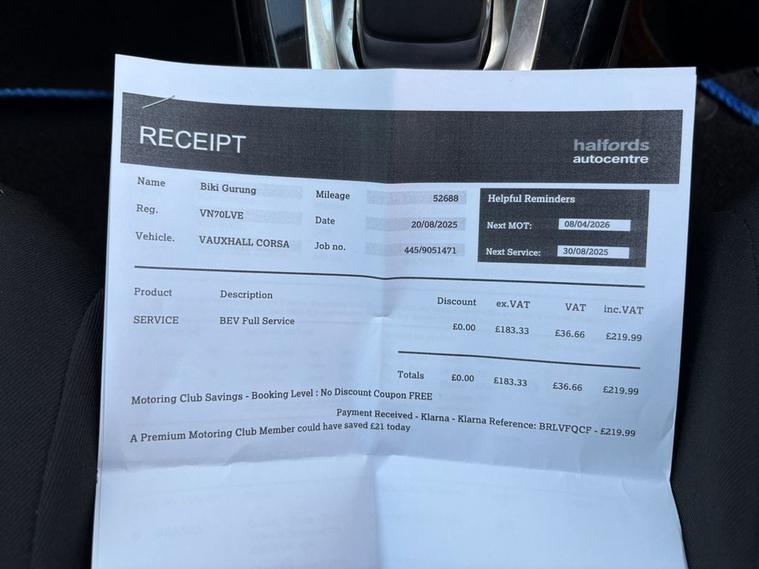 RECEIPT
halfords
autocentre
Name Biki Gurung Mileage 52688
Reg. VN70LVE Date 20/08/2025
Vehicle. VAUXHALL CORSA Job no. 445/9051471
Helpful Reminders
Next MOT: 08/04/2026
Next Service: 30/08/2025
Product Description Discount ex.VAT VAT inc.VAT
SERVICE BEV Full Service £0.00 £183.33 £36.66 £219.99
Totals £0.00 £183.33 £36.66 £219.99
Motoring Club Savings - Booking Level : No Discount Coupon FREE
Payment Received - Klarna - Klarna Reference: BRLVFQCF - £219.99
A Premium Motoring Club Member could have saved £21 today